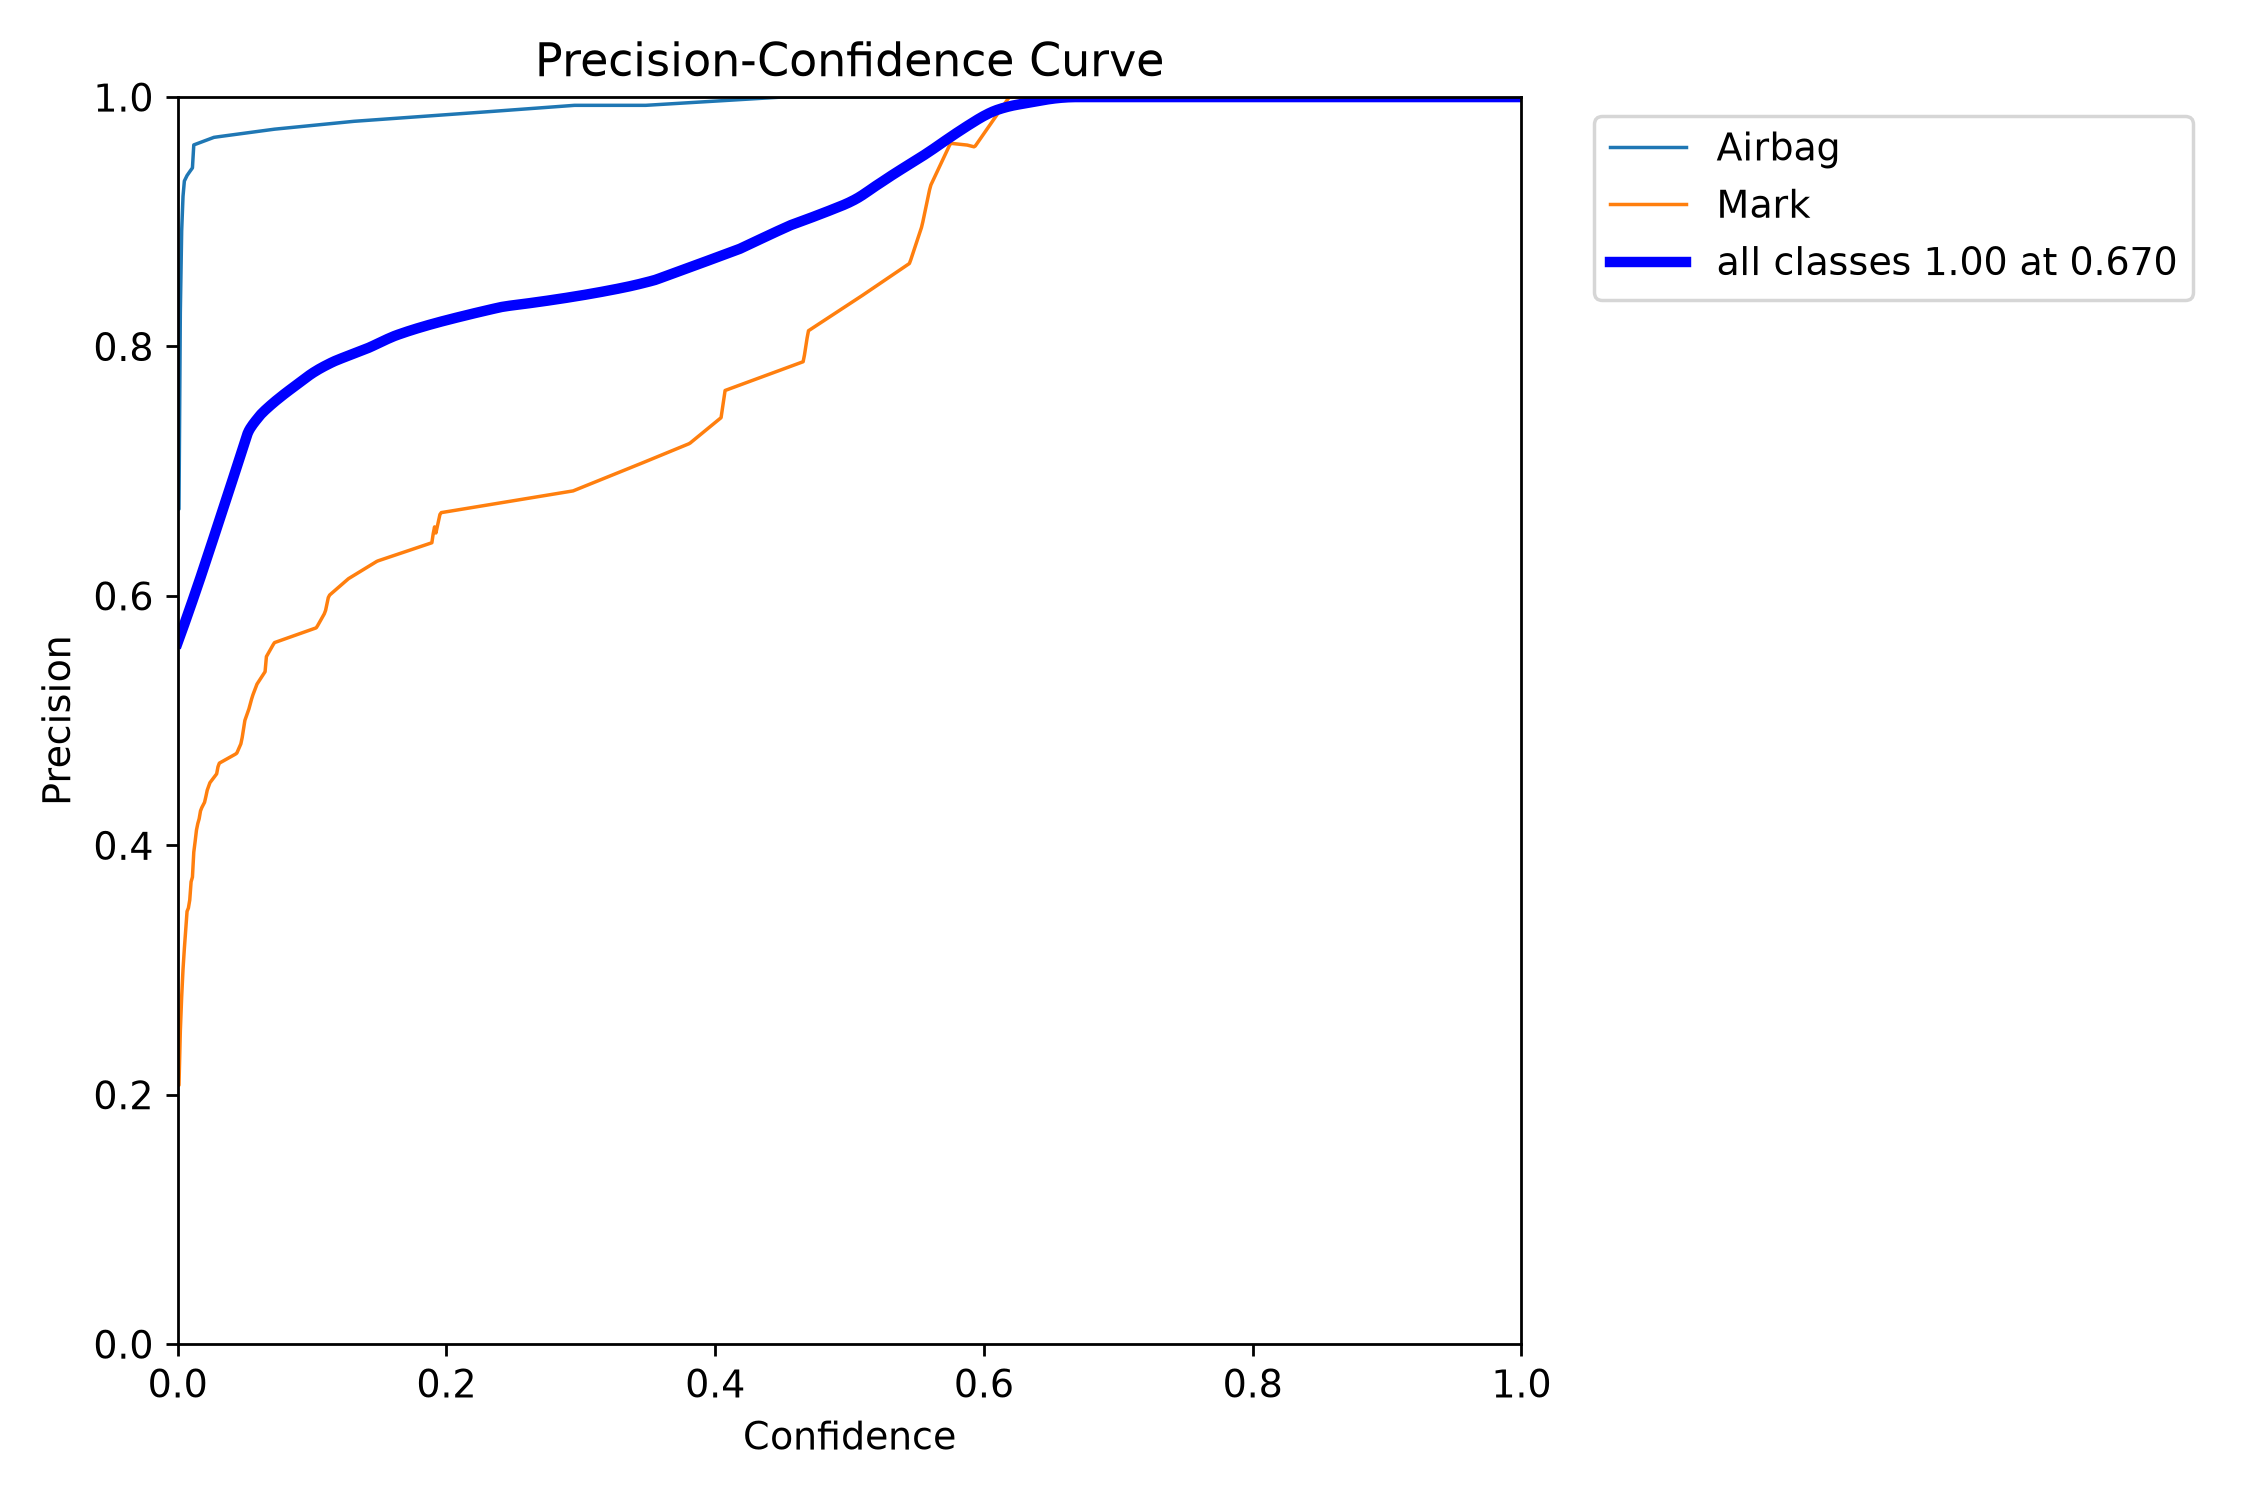 Precision-Confidence Curve
1.0
0.8
0.6
0.4
0.2
0.0
Precision
0.0 0.2 0.4 0.6 0.8 1.0
Confidence
Airbag
Mark
all classes 1.00 at 0.670